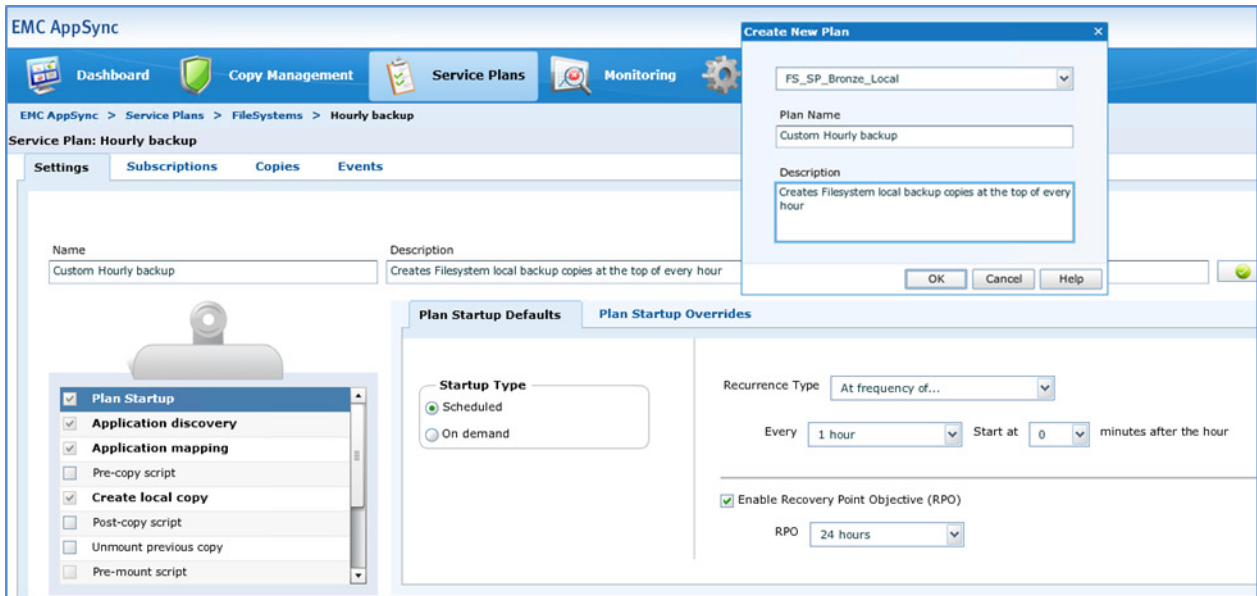 EMC AppSync
Dashboard Copy Management Service Plans Monitoring
EMC AppSync > Service Plans > FileSystems > Hourly backup
Service Plan: Hourly backup
Settings Subscriptions Copies Events
Name
Custom Hourly backup
Description
Creates Filesystem local backup copies at the top of every hour
Plan Startup
Application discovery
Application mapping
Pre-copy script
Create local copy
Post-copy script
Unmount previous copy
Pre-mount script
Plan Startup Defaults Plan Startup Overrides
Startup Type
Scheduled
On demand
Recurrence Type At frequency of...
Every 1 hour Start at 0 minutes after the hour
Enable Recovery Point Objective (RPO)
RPO 24 hours
Create New Plan
FS_SP_Bronze_Local
Plan Name
Custom Hourly backup
Description
Creates Filesystem local backup copies at the top of every
hour
OK Cancel Help